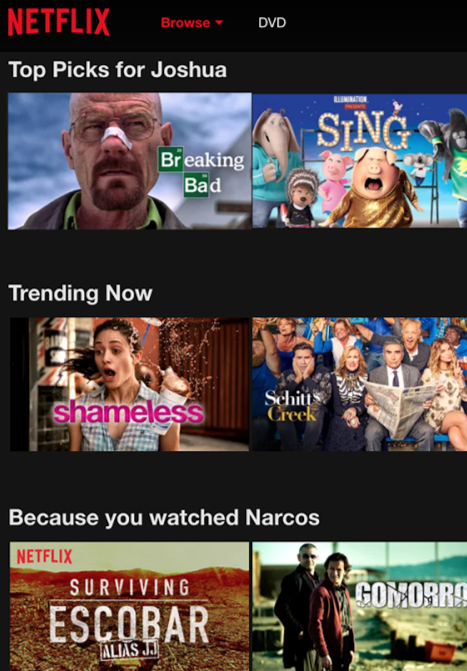 NETFLIX
Browse
DVD
Top Picks for Joshua
Breaking
Bad
ILLUMINATION
PRESENTS
SING
Trending Now
shameless
Schitt$
Creek
Because you watched Narcos
NETFLIX
SURVIVING
ESCOBAR
ALIAS JJ
GOMORRA